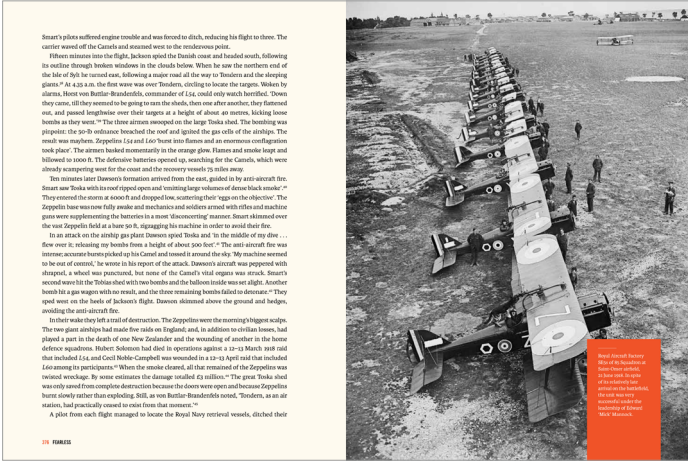 Smart's pilots suffered engine trouble and was forced to ditch, reducing his flight to three. The
carrier waved off the Camels and steamed west to the rendezvous point.
Fifteen minutes into the flight, Jackson spied the Danish coast and headed south, following
its outline through broken windows in the clouds below. When he saw the northern end of
the Isle of Sylt he turned east, following a major road all the way to Tondern and the sleeping
giants.³⁸ At 4.35 a.m. the first wave was over Tondern, circling to locate the targets. Woken by
alarms, Horst von Buttlar-Brandenfels, commander of L54, could only watch horrified. 'Down
they came, till they seemed to be going to ram the sheds, then one after another, they flattened
out, and passed lengthwise over their targets at a height of about 40 metres, kicking loose
bombs as they went.'³⁹ The three airmen swooped on the large Toska shed. The bombing was
pinpoint: the 50-lb ordnance breached the roof and ignited the gas cells of the airships. The
result was mayhem. Zeppelins L54 and L60 'burst into flames and an enormous conflagration
took place'. The airmen basked momentarily in the orange glow. Flames and smoke leapt and
billowed to 1000 ft. The defensive batteries opened up, searching for the Camels, which were
already scampering west for the coast and the recovery vessels 75 miles away.
Ten minutes later Dawson's formation arrived from the east, guided in by anti-aircraft fire.
Smart saw Toska with its roof ripped open and 'emitting large volumes of dense black smoke'.⁴⁰
They entered the storm at 6000 ft and dropped low, scattering their 'eggs on the objective'. The
Zeppelin base was now fully awake and mechanics and soldiers armed with rifles and machine
guns were supplementing the batteries in a most 'disconcerting' manner. Smart skimmed over
the vast Zeppelin field at a bare 50 ft, zigzagging his machine in order to avoid their fire.
In an attack on the airship gas plant Dawson spied Toska and 'in the middle of my dive . . .
flew over it; releasing my bombs from a height of about 500 feet'.⁴¹ The anti-aircraft fire was
intense; accurate bursts picked up his Camel and tossed it around the sky. 'My machine seemed
to be out of control,' he wrote in his report of the attack. Dawson's aircraft was peppered with
shrapnel, a wheel was punctured, but none of the Camel's vital organs was struck. Smart's
second wave hit the Tobias shed with two bombs and the balloon inside was set alight. Another
bomb hit a gas wagon with no result, and the three remaining bombs failed to detonate.⁴² They
sped west on the heels of Jackson's flight. Dawson skimmed above the ground and hedges,
avoiding the anti-aircraft fire.
In their wake they left a trail of destruction. The Zeppelins were the morning's biggest scalps.
The two giant airships had made five raids on England; and, in addition to civilian losses, had
played a part in the death of one New Zealander and the wounding of another in the home
defence squadrons. Hubert Solomon had died in operations against a 12–13 March 1918 raid
that included L54, and Cecil Noble-Campbell was wounded in a 12–13 April raid that included
L60 among its participants.⁴³ When the smoke cleared, all that remained of the Zeppelins was
twisted wreckage. By some estimates the damage totalled £3 million.⁴⁴ The great Toska shed
was only saved from complete destruction because the doors were open and because Zeppelins
burnt slowly rather than exploding. Still, as von Buttlar-Brandenfels noted, 'Tondern, as an air
station, had practically ceased to exist from that moment.'⁴⁵
A pilot from each flight managed to locate the Royal Navy retrieval vessels, ditched their
376 FEARLESS
Royal Aircraft Factory
SE5a of 85 Squadron at
Saint-Omer airfield,
21 June 1918. In spite
of its relatively late
arrival on the battlefield,
the unit was very
successful under the
leadership of Edward
'Mick' Mannock.